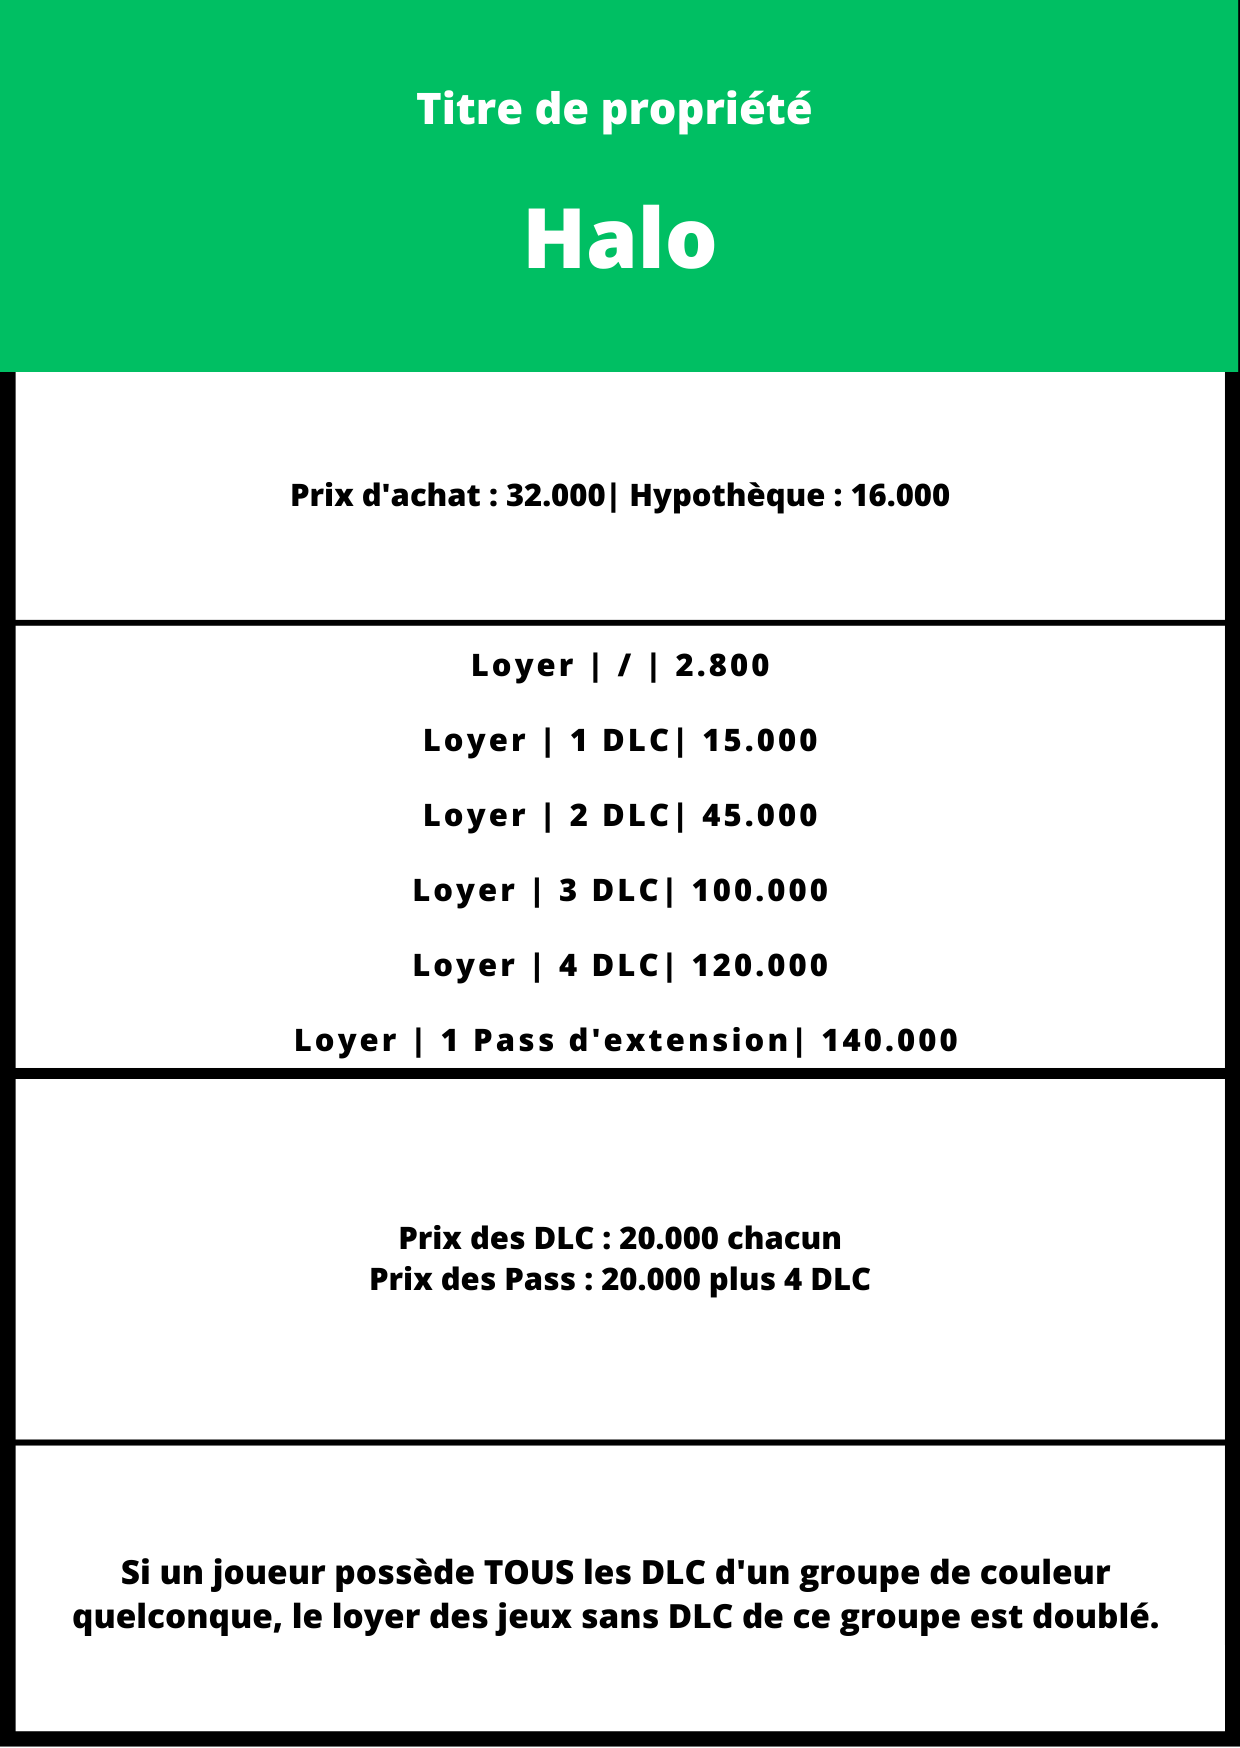 Titre de propriété
Halo
Prix d'achat : 32.000| Hypothèque : 16.000
Loyer | / | 2.800
Loyer | 1 DLC| 15.000
Loyer | 2 DLC| 45.000
Loyer | 3 DLC| 100.000
Loyer | 4 DLC| 120.000
Loyer | 1 Pass d'extension| 140.000
Prix des DLC : 20.000 chacun
Prix des Pass : 20.000 plus 4 DLC
Si un joueur possède TOUS les DLC d'un groupe de couleur
quelconque, le loyer des jeux sans DLC de ce groupe est doublé.